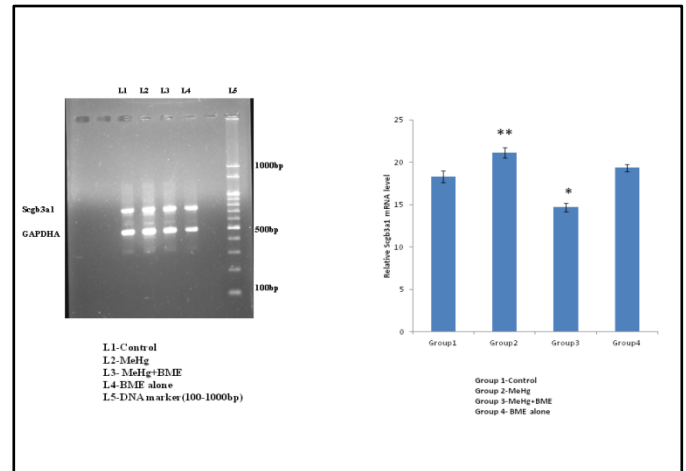 L1 L2 L3 L4 L5
1000bp
Scgb3a1
GAPDHA
500bp
100bp
L1-Control
L2-MeHg
L3- MeHg+BME
L4-BME alone
L5-DNA marker(100-1000bp)
Relative Scgb3a1 mRNA level
25
20
15
10
5
0
**
*
Group1 Group2 Group3 Group4
Group 1-Control
Group 2-MeHg
Group 3-MeHg+BME
Group 4- BME alone